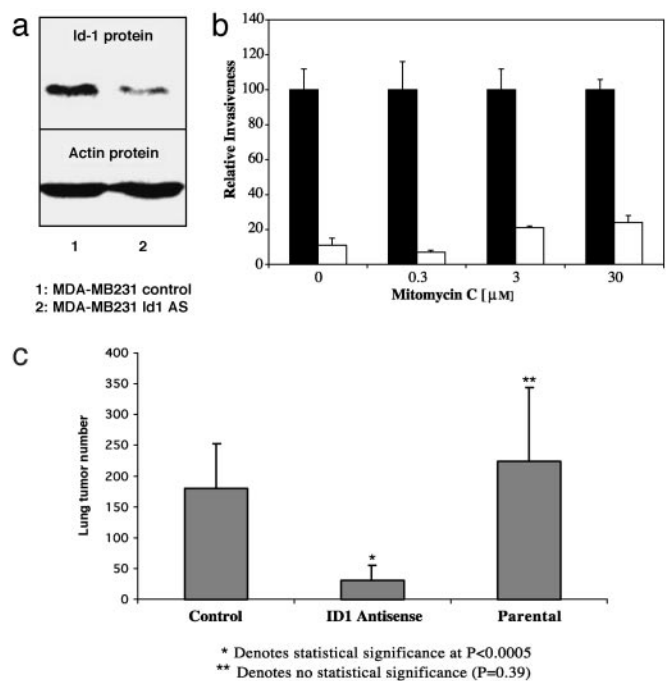 a
Id-1 protein
Actin protein
1 2
1: MDA-MB231 control
2: MDA-MB231 Id1 AS
b
Relative Invasiveness
140
120
100
80
60
40
20
0
0 0.3 3 30
Mitomycin C [μM]
c
Lung tumor number
400
350
300
250
200
150
100
50
0
*
**
Control ID1 Antisense Parental
* Denotes statistical significance at P<0.0005
** Denotes no statistical significance (P=0.39)